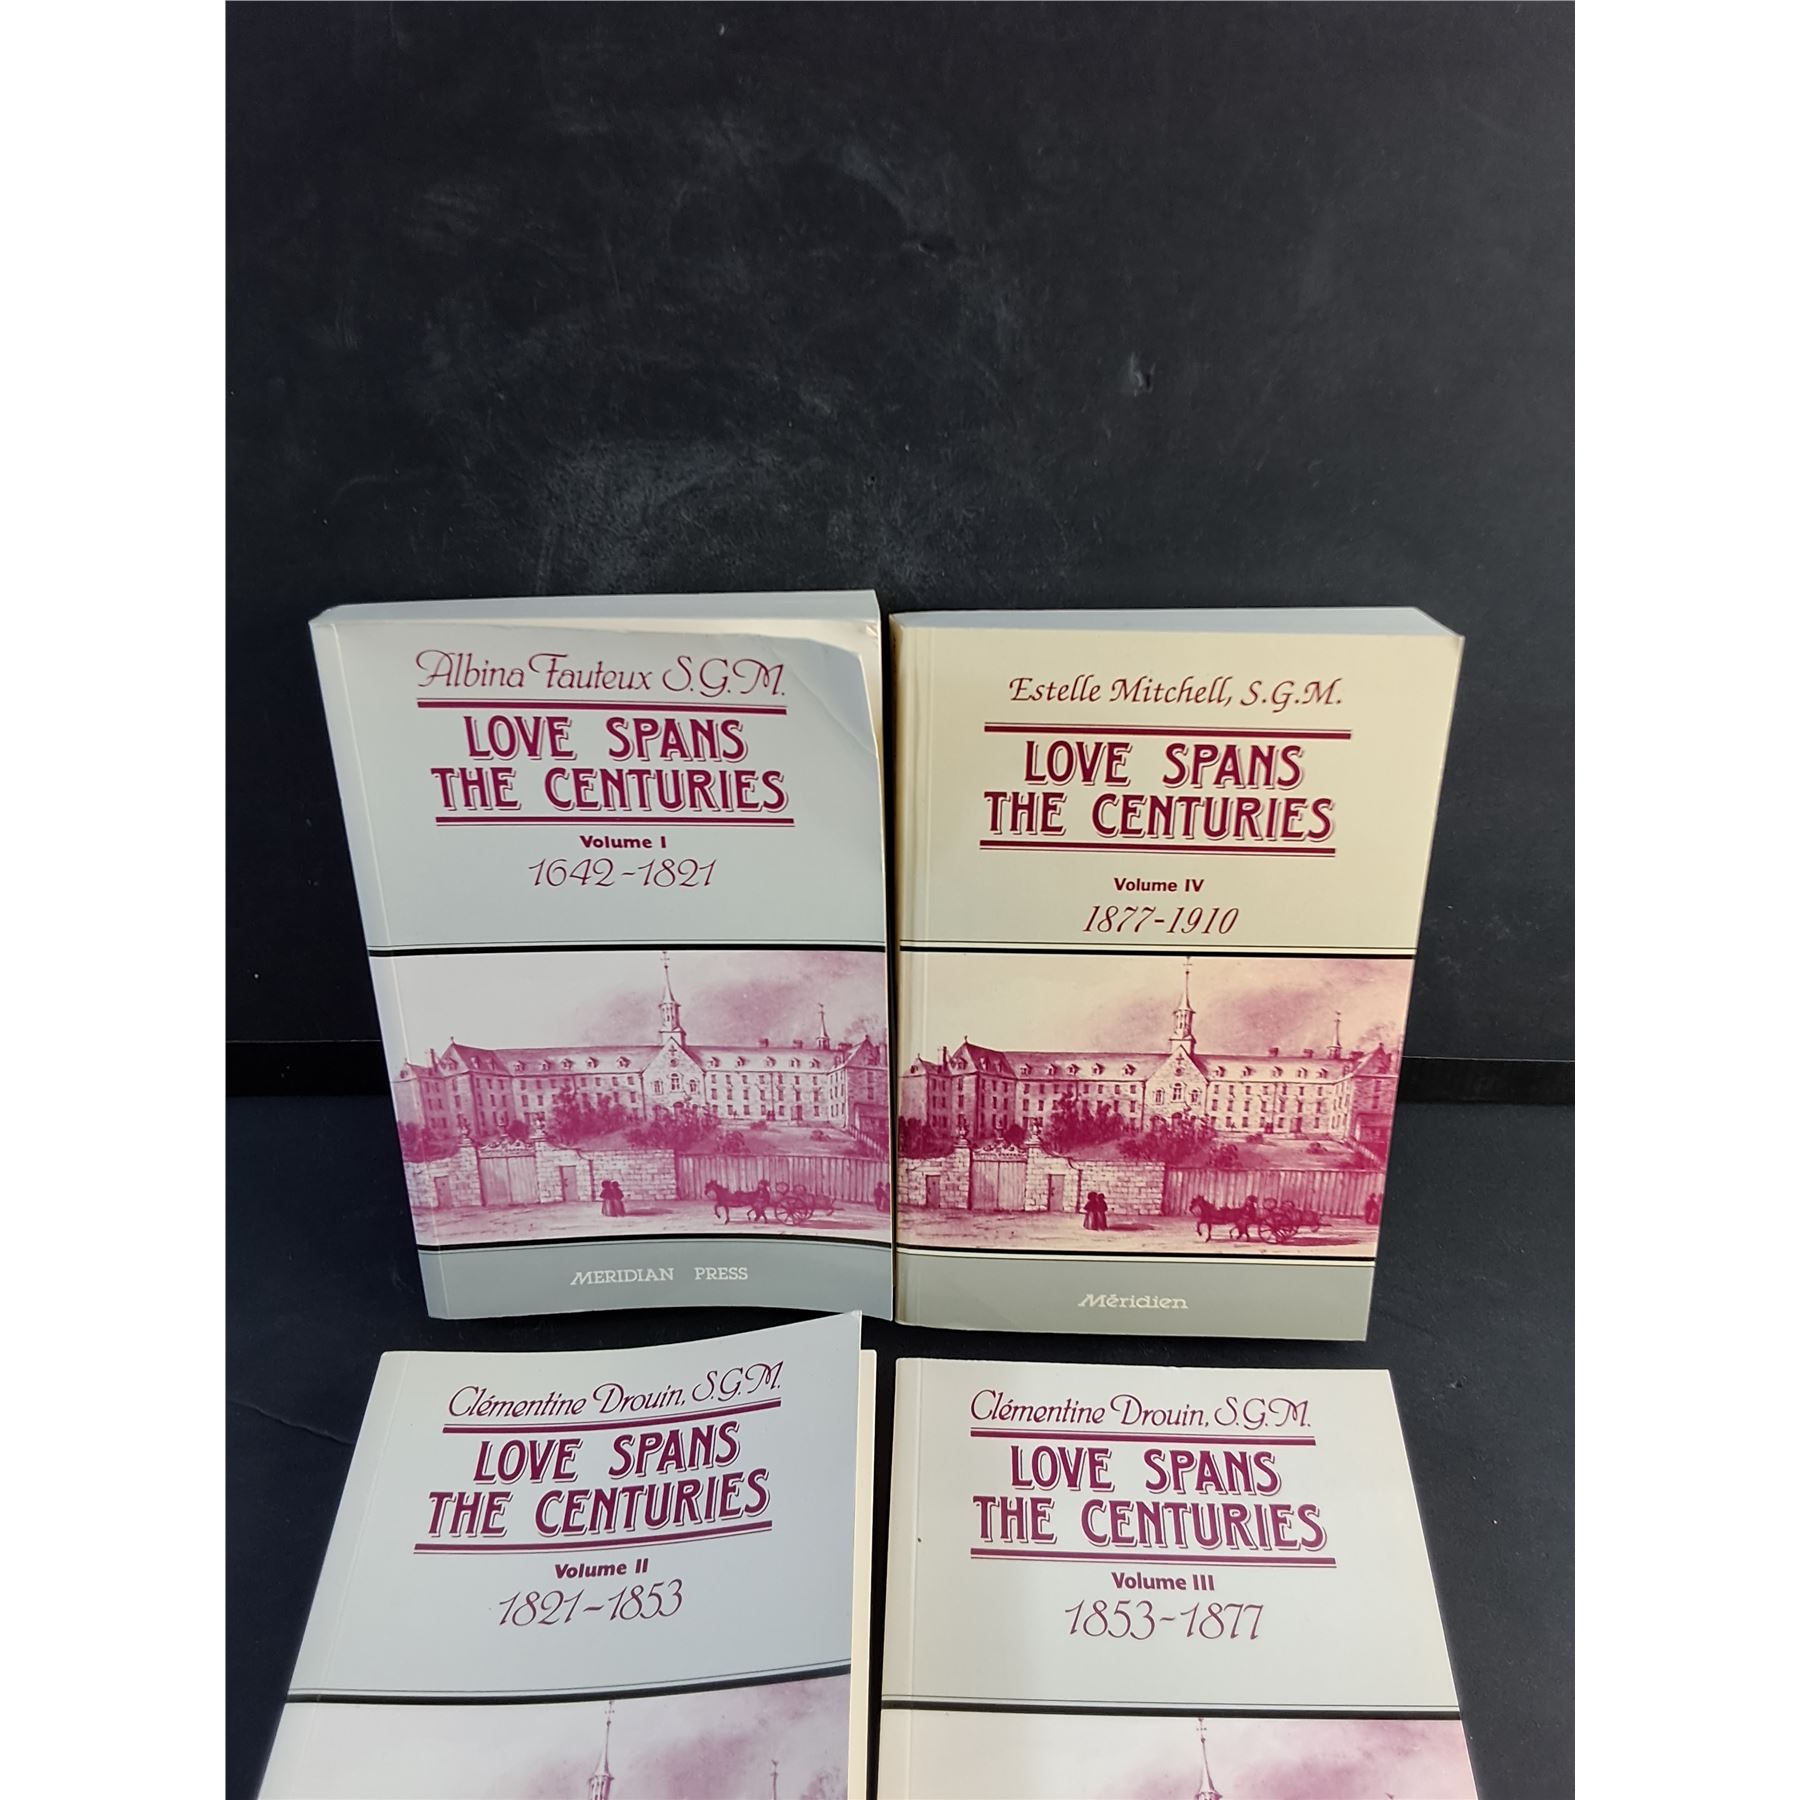 Albina Fauteux S.G.M.
LOVE SPANS
THE CENTURIES
Volume I
1642-1821
MERIDIAN PRESS
Estelle Mitchell, S.G.M.
LOVE SPANS
THE CENTURIES
Volume IV
1877-1910
Méridien
Clémentine Drouin, S.G.M.
LOVE SPANS
THE CENTURIES
Volume II
1821-1853
Clémentine Drouin, S.G.M.
LOVE SPANS
THE CENTURIES
Volume III
1853-1877